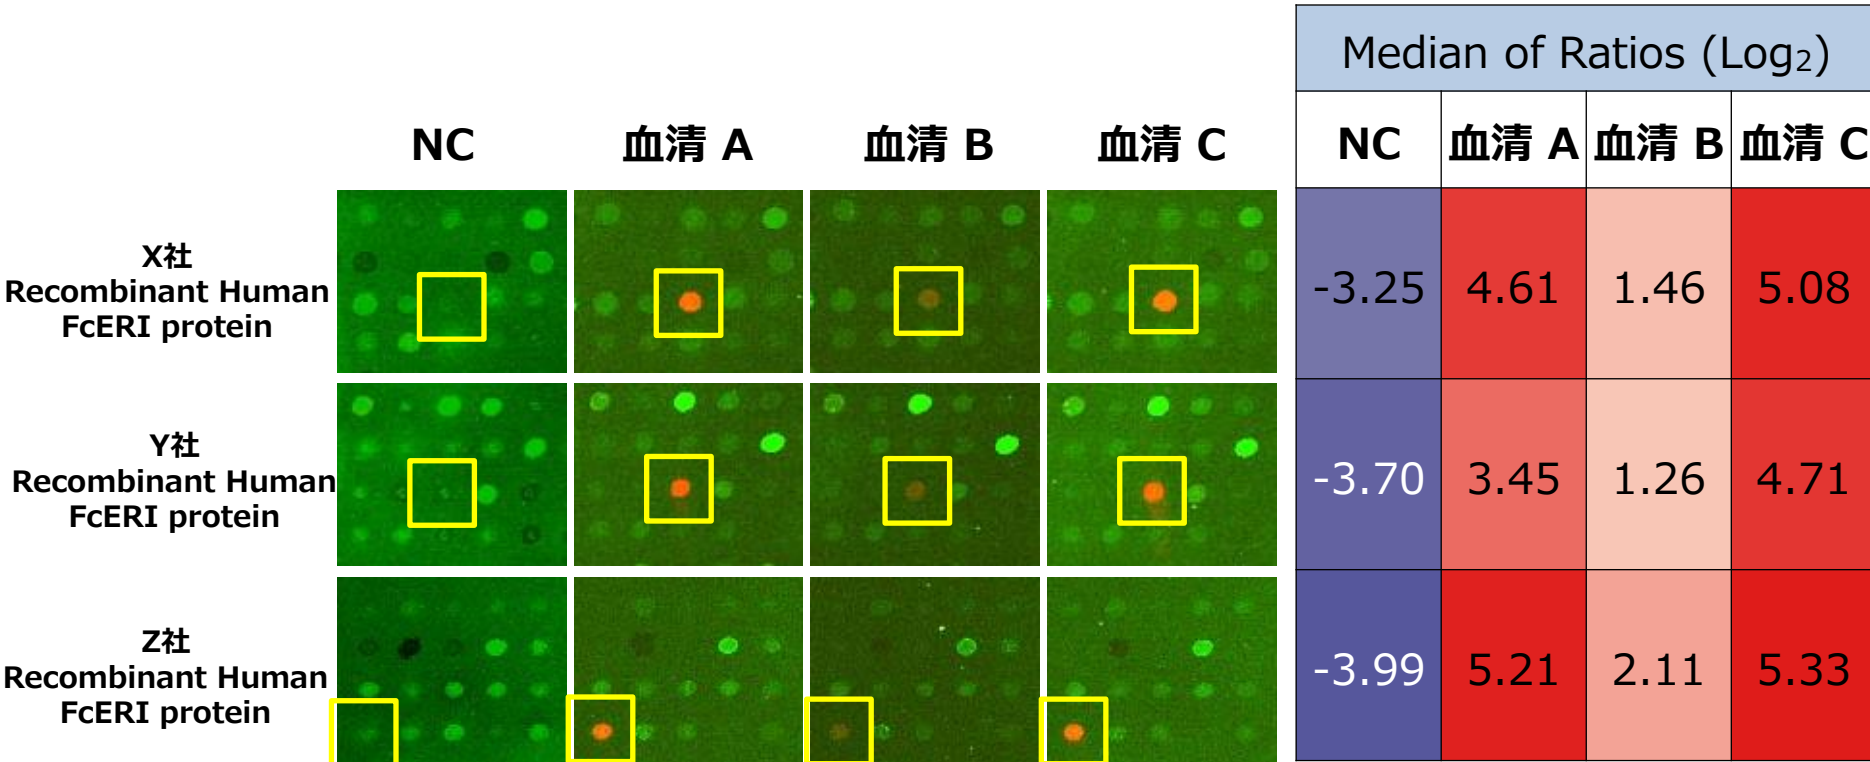 Median of Ratios (Log₂)
NC 血清 A 血清 B 血清 C NC 血清 A 血清 B 血清 C
X社
Recombinant Human
FcERI protein
-3.25 4.61 1.46 5.08
Y社
Recombinant Human
FcERI protein
-3.70 3.45 1.26 4.71
Z社
Recombinant Human
FcERI protein
-3.99 5.21 2.11 5.33